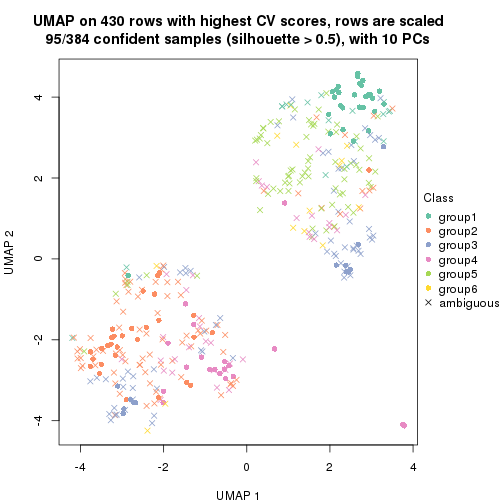 UMAP on 430 rows with highest CV scores, rows are scaled
95/384 confident samples (silhouette > 0.5), with 10 PCs
4
2
0
-2
-4
UMAP 2
-4 -2 0 2 4
UMAP 1
Class
group1
group2
group3
group4
group5
group6
ambiguous